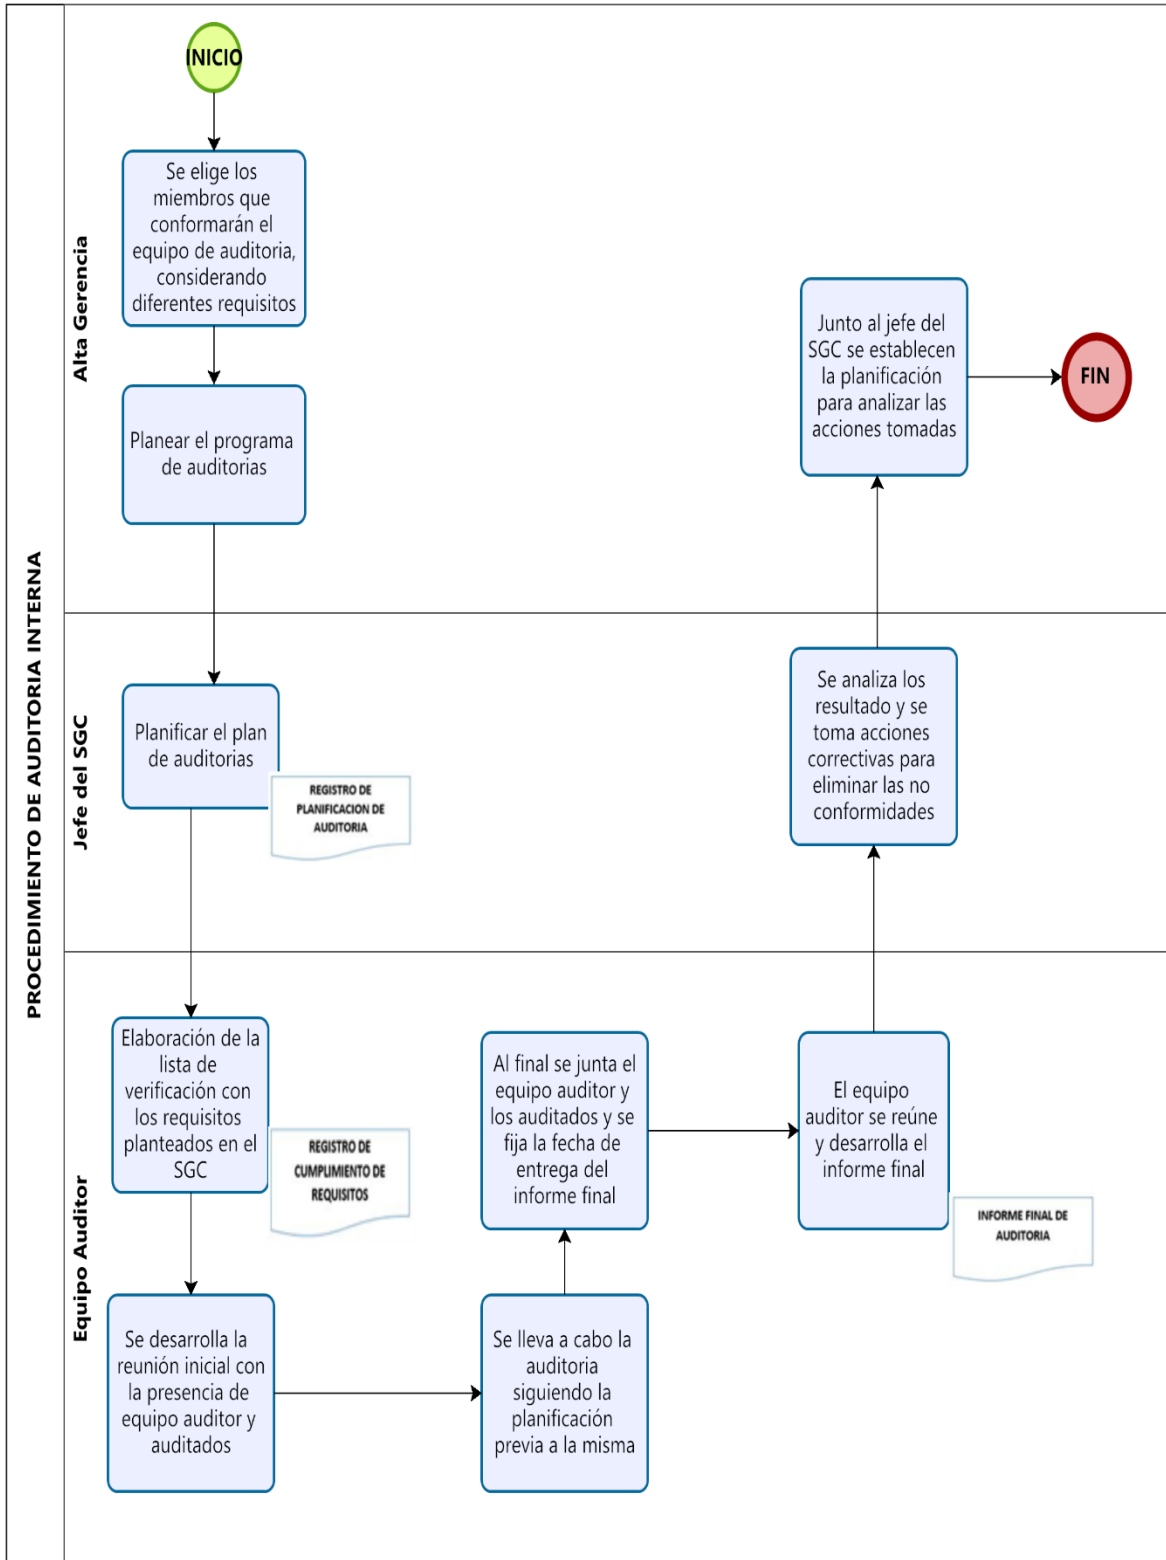 PROCEDIMIENTO DE AUDITORIA INTERNA
Alta Gerencia
INICIO
Se elige los
miembros que
conformarán el
equipo de auditoria,
considerando
diferentes requisitos
Planear el programa
de auditorias
Junto al jefe del
SGC se establecen
la planificación
para analizar las
acciones tomadas
FIN
Jefe del SGC
Planificar el plan
de auditorias
REGISTRO DE
PLANIFICACION DE
AUDITORIA
Se analiza los
resultado y se
toma acciones
correctivas para
eliminar las no
conformidades
Equipo Auditor
Elaboración de la
lista de
verificación con
los requisitos
planteados en el
SGC
REGISTRO DE
CUMPLIMIENTO DE
REQUISITOS
Se desarrolla la
reunión inicial con
la presencia de
equipo auditor y
auditados
Se lleva a cabo la
auditoria
siguiendo la
planificación
previa a la misma
Al final se junta el
equipo auditor y
los auditados y se
fija la fecha de
entrega del
informe final
El equipo
auditor se reúne
y desarrolla el
informe final
INFORME FINAL DE
AUDITORIA